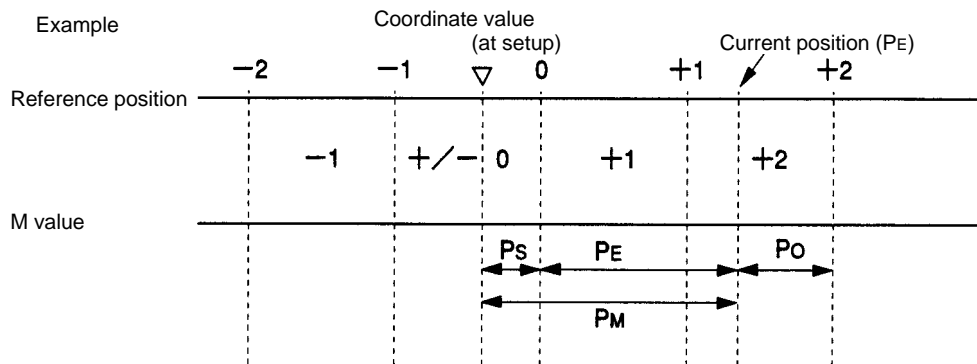 Example
Coordinate value
(at setup)
Current position (PE)
−2 −1 ▽ 0 +1 +2
Reference position
−1 +/− 0 +1 +2
M value
PS PE PO
PM